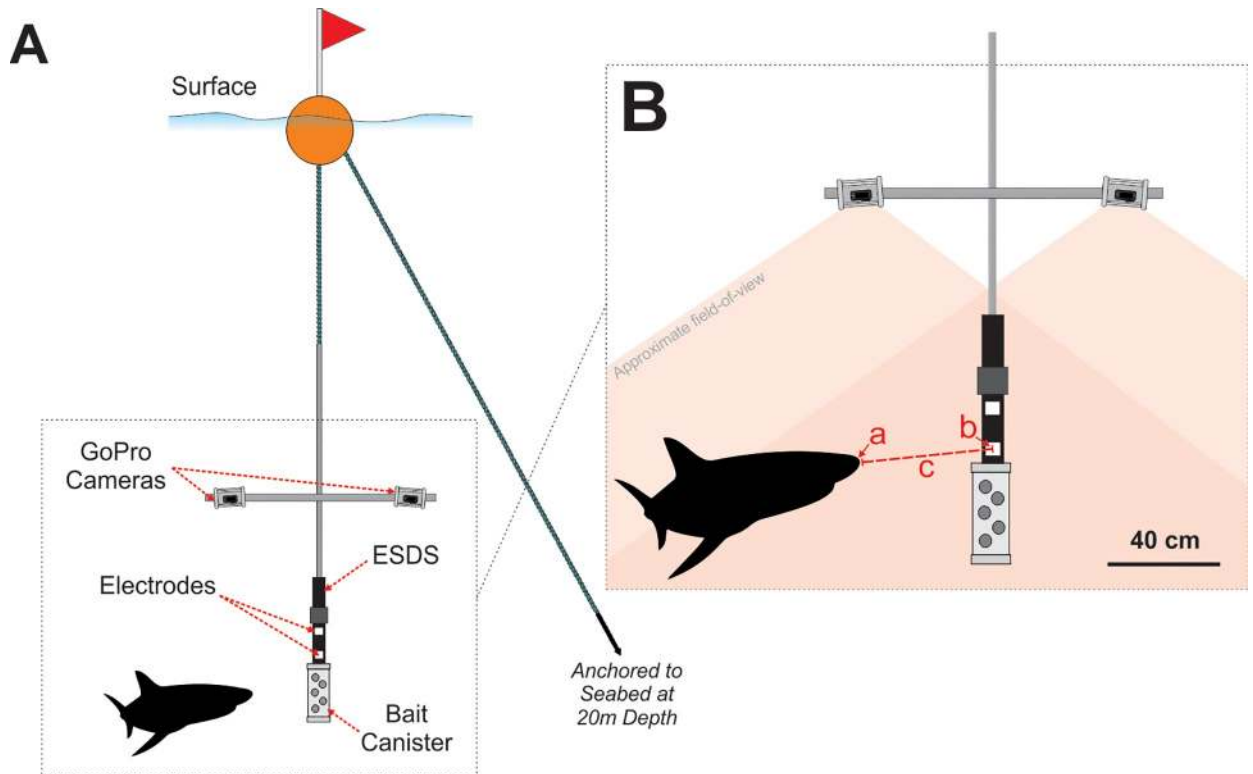 A
Surface
GoPro
Cameras
ESDS
Electrodes
Bait
Canister
Anchored to
Seabed at
20m Depth
B
Approximate field-of-view
a
b
c
40 cm